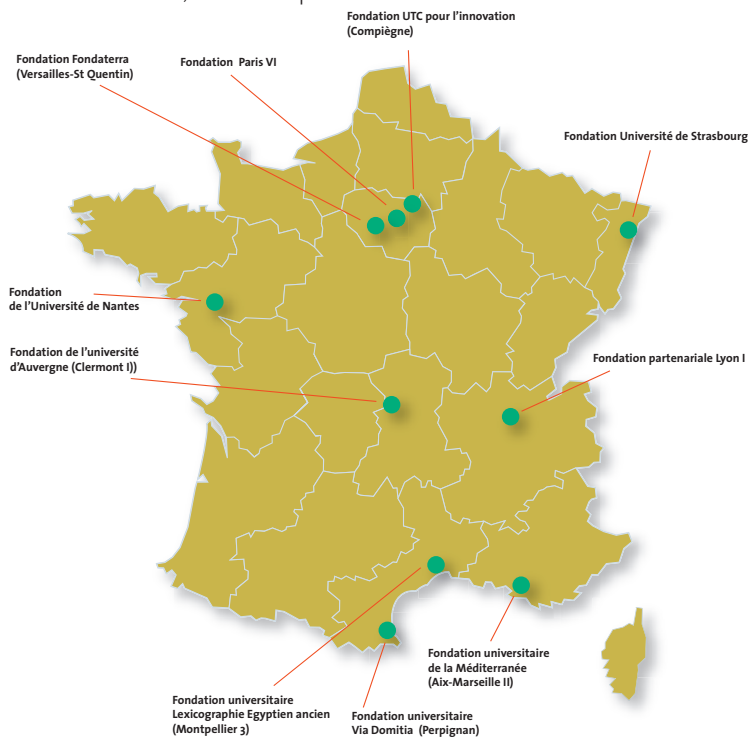 Fondation UTC pour l’innovation
(Compiègne)
Fondation Fondaterra
(Versailles-St Quentin)
Fondation Paris VI
Fondation Université de Strasbourg
Fondation
de l’Université de Nantes
Fondation de l’université
d’Auvergne (Clermont I))
Fondation partenariale Lyon I
Fondation universitaire
de la Méditerranée
(Aix-Marseille II)
Fondation universitaire
Lexicographie Egyptien ancien
(Montpellier 3)
Fondation universitaire
Via Domitia (Perpignan)